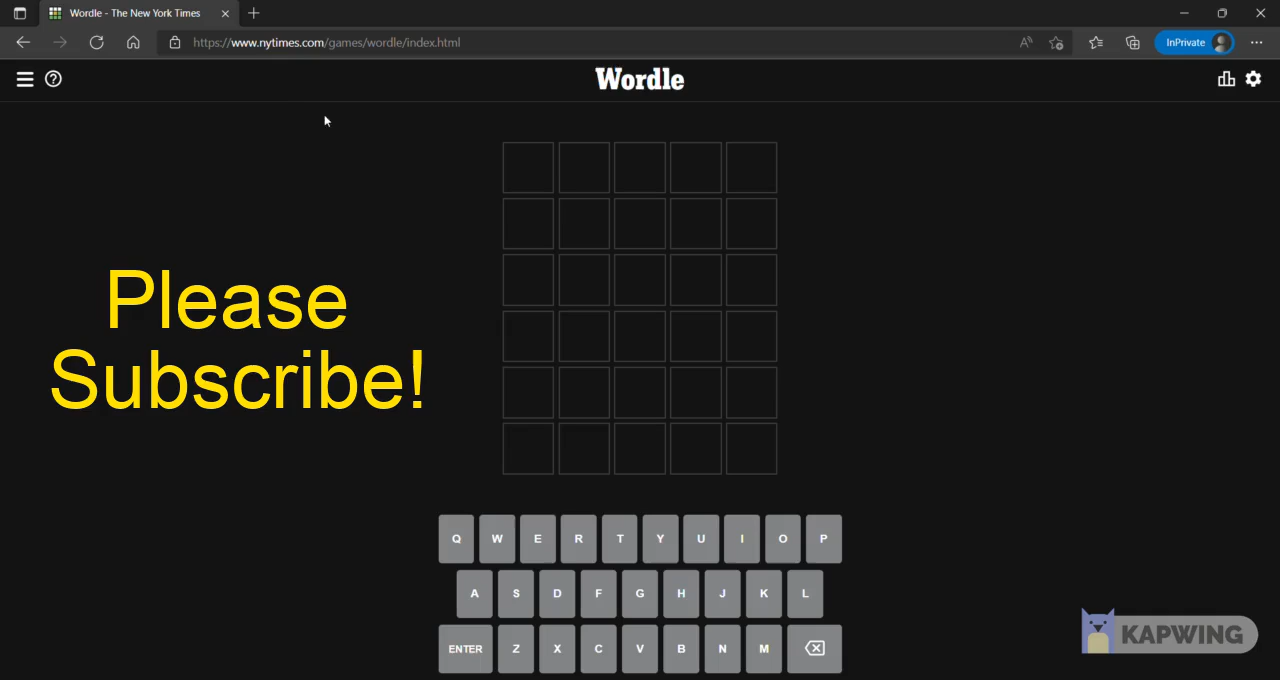 Wordle - The New York Times
https://www.nytimes.com/games/wordle/index.html
InPrivate
Wordle
Please
Subscribe!
Q W E R T Y U I O P
A S D F G H J K L
ENTER Z X C V B N M
KAPWING